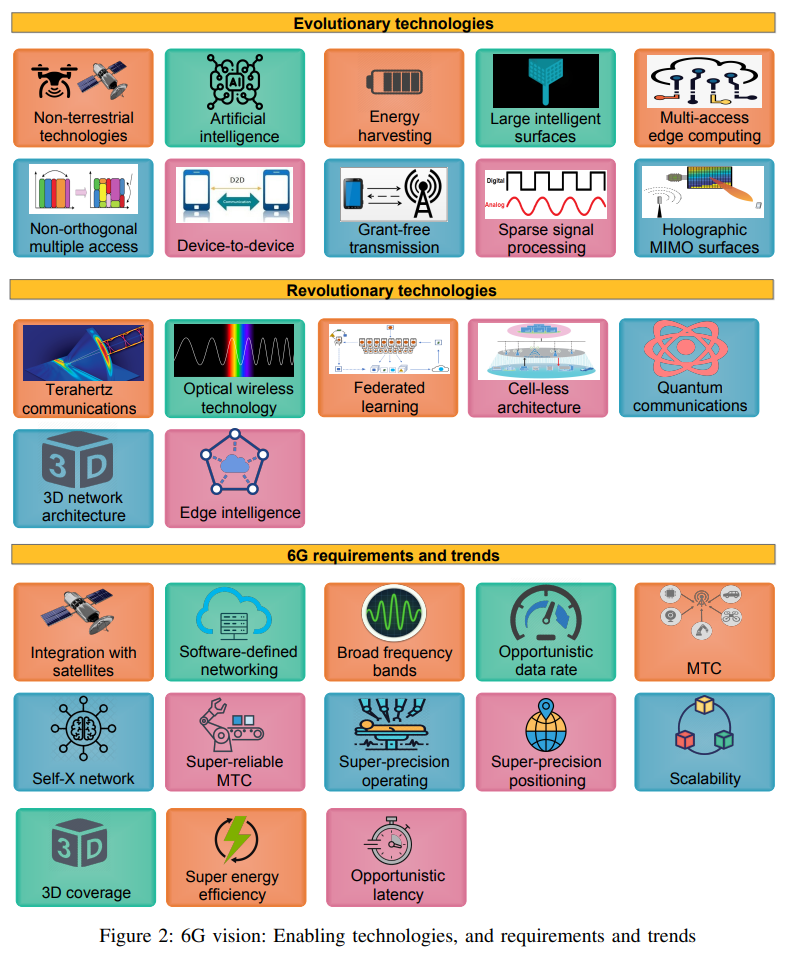 Evolutionary technologies
Non-terrestrial
technologies
AI
Artificial
intelligence
Energy
harvesting
Large intelligent
surfaces
Multi-access
edge computing
Non-orthogonal
multiple access
D2D
Communication
Device-to-device
Grant-free
transmission
Digital
Analog
Sparse signal
processing
Holographic
MIMO surfaces
Revolutionary technologies
Terahertz
communications
Optical wireless
technology
Federated
learning
Cell-less
architecture
Quantum
communications
3D
3D network
architecture
Edge intelligence
6G requirements and trends
Integration with
satellites
Software-defined
networking
Broad frequency
bands
Opportunistic
data rate
MTC
Self-X network
Super-reliable
MTC
Super-precision
operating
Super-precision
positioning
Scalability
3D
3D coverage
Super energy
efficiency
Opportunistic
latency
Figure 2: 6G vision: Enabling technologies, and requirements and trends